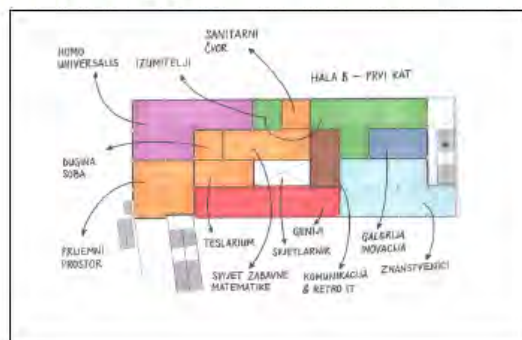 SANITARNI
ČVOR
HOMO
UNIVERSALIS
IZUMITELJI
HALA B – PRVI KAT
DUGINA
SOBA
PRIJEMNI
PROSTOR
TESLARIUM
SVIJET ZABAVNE
MATEMATIKE
SVJETLARNIK
GENIJI
KOMUNIKACIJA
& RETRO IT
GALERIJA
INOVACIJA
ZNANSTVENICI